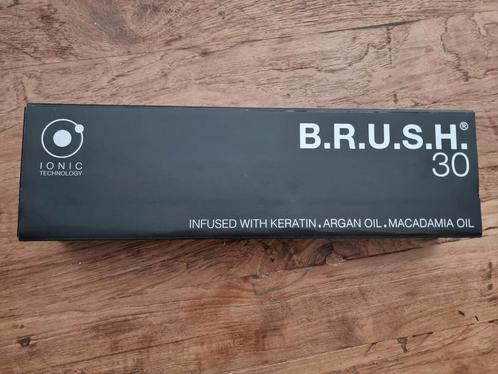 IONIC
TECHNOLOGY
B.R.U.S.H.®
30
INFUSED WITH KERATIN.ARGAN OIL.MACADAMIA OIL